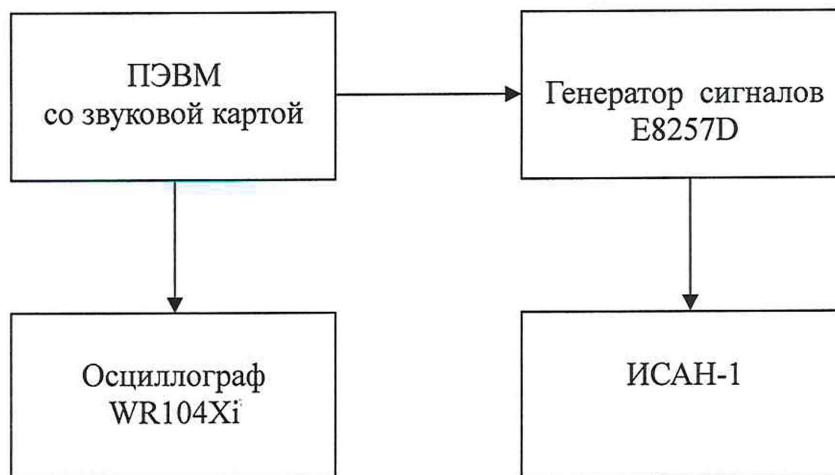 ПЭВМ
со звуковой картой
Генератор сигналов
E8257D
Осциллограф
WR104Xi
ИСАН-1